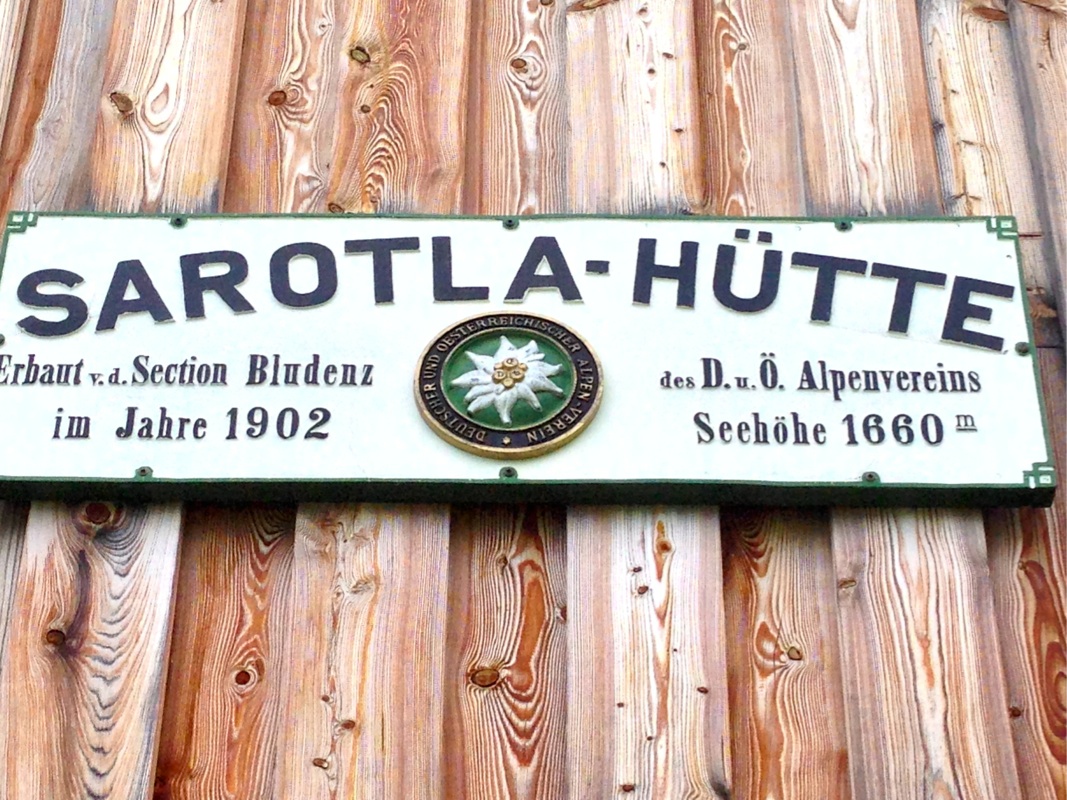 SAROTLA-HÜTTE
Erbaut v.d. Section Bludenz
im Jahre 1902
DEUTSCHER UND OESTERREICHISCHER ALPEN-VEREIN
des D.u.Ö. Alpenvereins
Seehöhe 1660 m